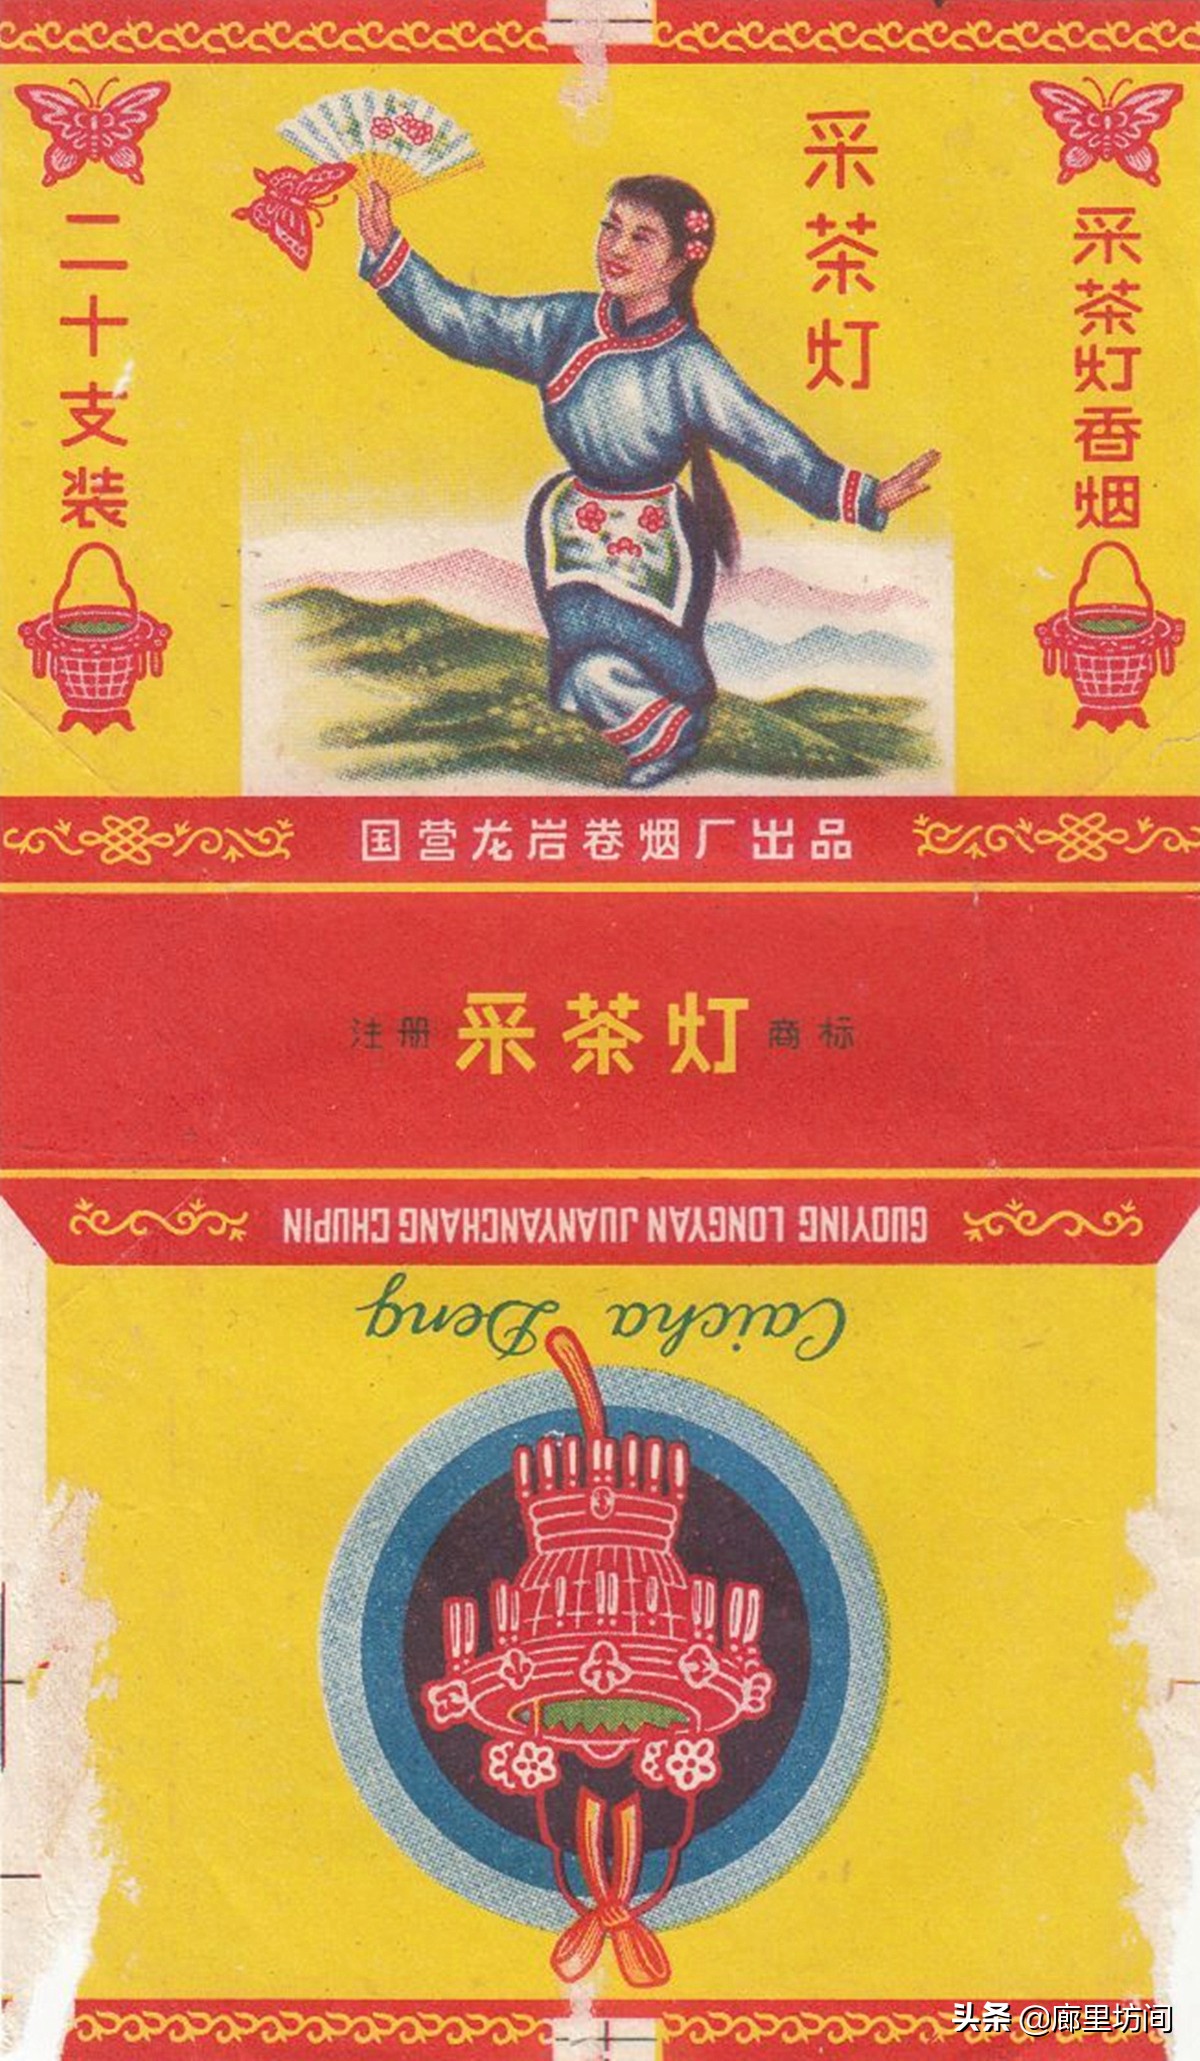 采茶灯
采茶灯香烟
二十支装
国营龙岩卷烟厂出品
注册 采茶灯 商标
GUOYING LONGYAN JUANYANCHANG CHUPIN
Caicha Deng
头条 @廊里坊间